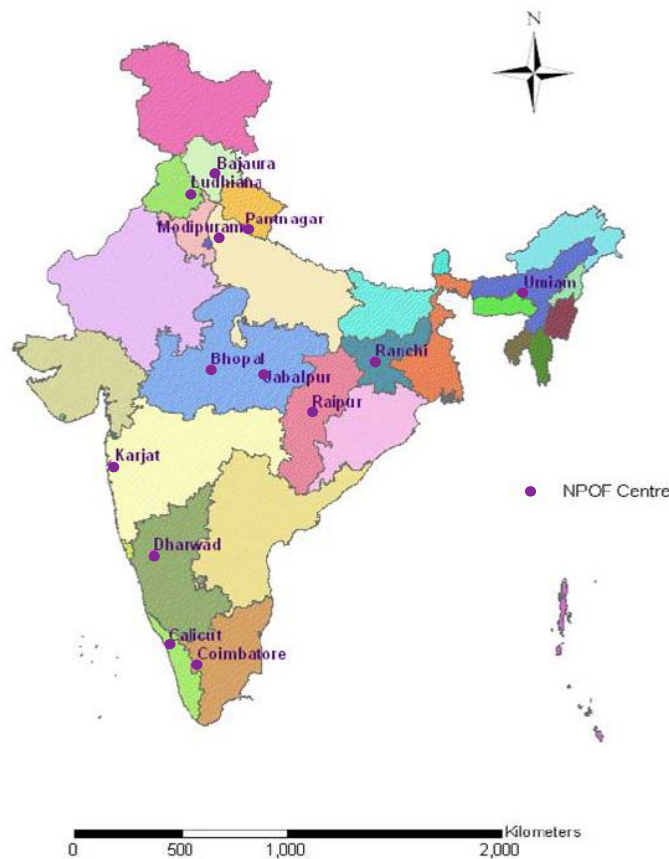 N
Bajaura
Ludhiana
Modipuram
Pantnagar
Umiam
Bhopal
Jabalpur
Ranchi
Raipur
Karjat
NPOF Centre
Dharwad
Calicut
Coimbatore
Kilometers
0 500 1,000 2,000